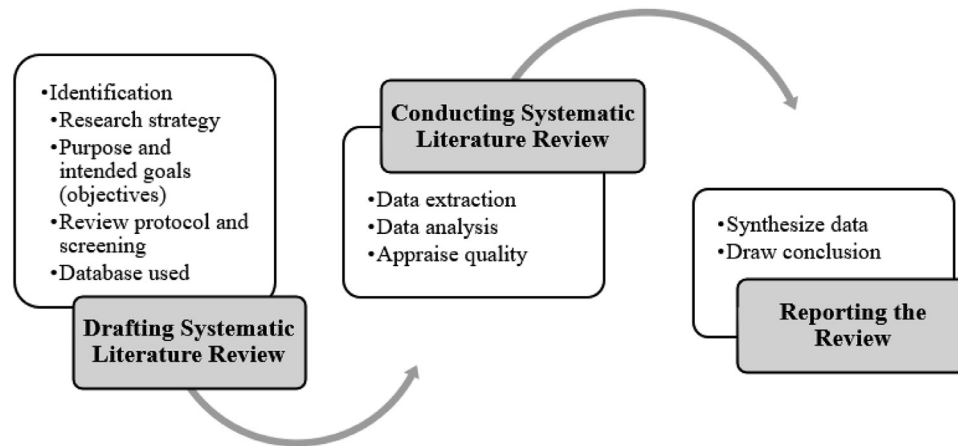 •Identification
•Research strategy
•Purpose and
intended goals
(objectives)
•Review protocol and
screening
•Database used
Drafting Systematic
Literature Review
Conducting Systematic
Literature Review
•Data extraction
•Data analysis
•Appraise quality
•Synthesize data
•Draw conclusion
Reporting the
Review